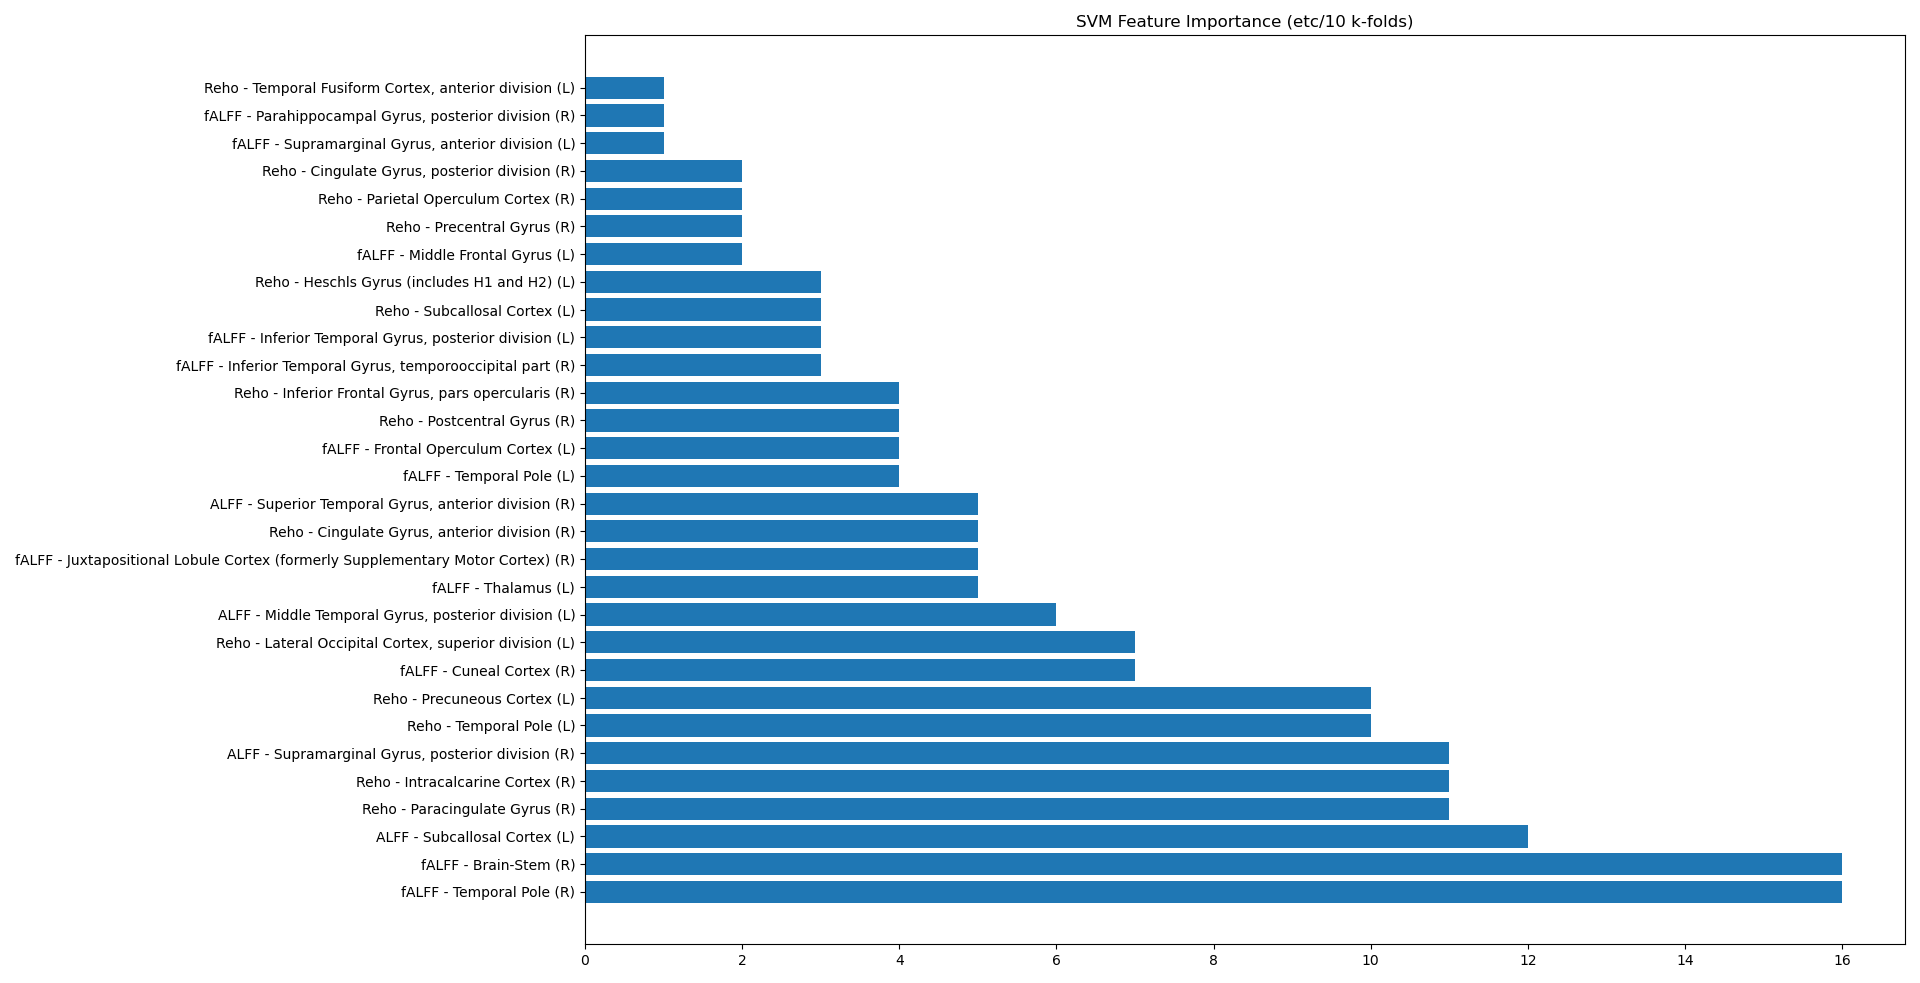 SVM Feature Importance (etc/10 k-folds)
Reho - Temporal Fusiform Cortex, anterior division (L)
fALFF - Parahippocampal Gyrus, posterior division (R)
fALFF - Supramarginal Gyrus, anterior division (L)
Reho - Cingulate Gyrus, posterior division (R)
Reho - Parietal Operculum Cortex (R)
Reho - Precentral Gyrus (R)
fALFF - Middle Frontal Gyrus (L)
Reho - Heschls Gyrus (includes H1 and H2) (L)
Reho - Subcallosal Cortex (L)
fALFF - Inferior Temporal Gyrus, posterior division (L)
fALFF - Inferior Temporal Gyrus, temporooccipital part (R)
Reho - Inferior Frontal Gyrus, pars opercularis (R)
Reho - Postcentral Gyrus (R)
fALFF - Frontal Operculum Cortex (L)
fALFF - Temporal Pole (L)
ALFF - Superior Temporal Gyrus, anterior division (R)
Reho - Cingulate Gyrus, anterior division (R)
fALFF - Juxtapositional Lobule Cortex (formerly Supplementary Motor Cortex) (R)
fALFF - Thalamus (L)
ALFF - Middle Temporal Gyrus, posterior division (L)
Reho - Lateral Occipital Cortex, superior division (L)
fALFF - Cuneal Cortex (R)
Reho - Precuneous Cortex (L)
Reho - Temporal Pole (L)
ALFF - Supramarginal Gyrus, posterior division (R)
Reho - Intracalcarine Cortex (R)
Reho - Paracingulate Gyrus (R)
ALFF - Subcallosal Cortex (L)
fALFF - Brain-Stem (R)
fALFF - Temporal Pole (R)
0 2 4 6 8 10 12 14 16